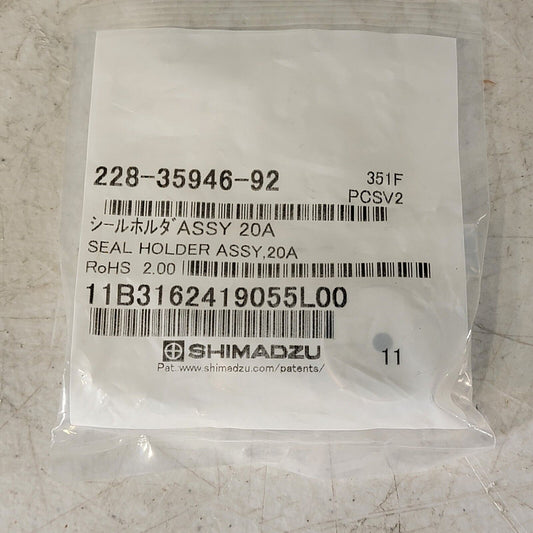 228-35946-92 351F
PCSV2
シールホルダASSY 20A
SEAL HOLDER ASSY,20A
RoHS 2.00
11B3162419055L00
SHIMADZU 11
Pat. www.shimadzu.com/patents/